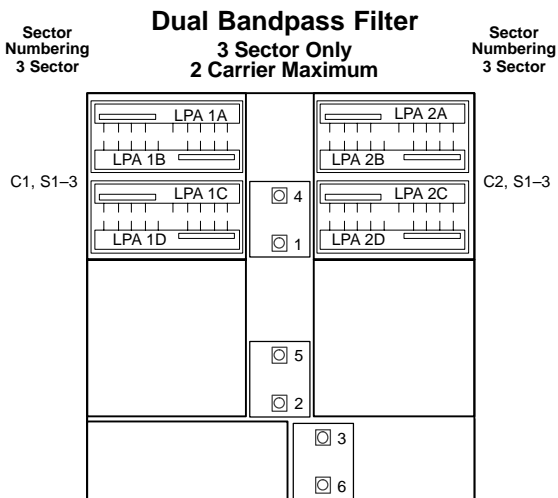 Dual Bandpass Filter
3 Sector Only
2 Carrier Maximum
Sector
Numbering
3 Sector
Sector
Numbering
3 Sector
LPA 1A
LPA 1B
LPA 1C
LPA 1D
LPA 2A
LPA 2B
LPA 2C
LPA 2D
C1, S1–3
C2, S1–3
4
1
5
2
3
6